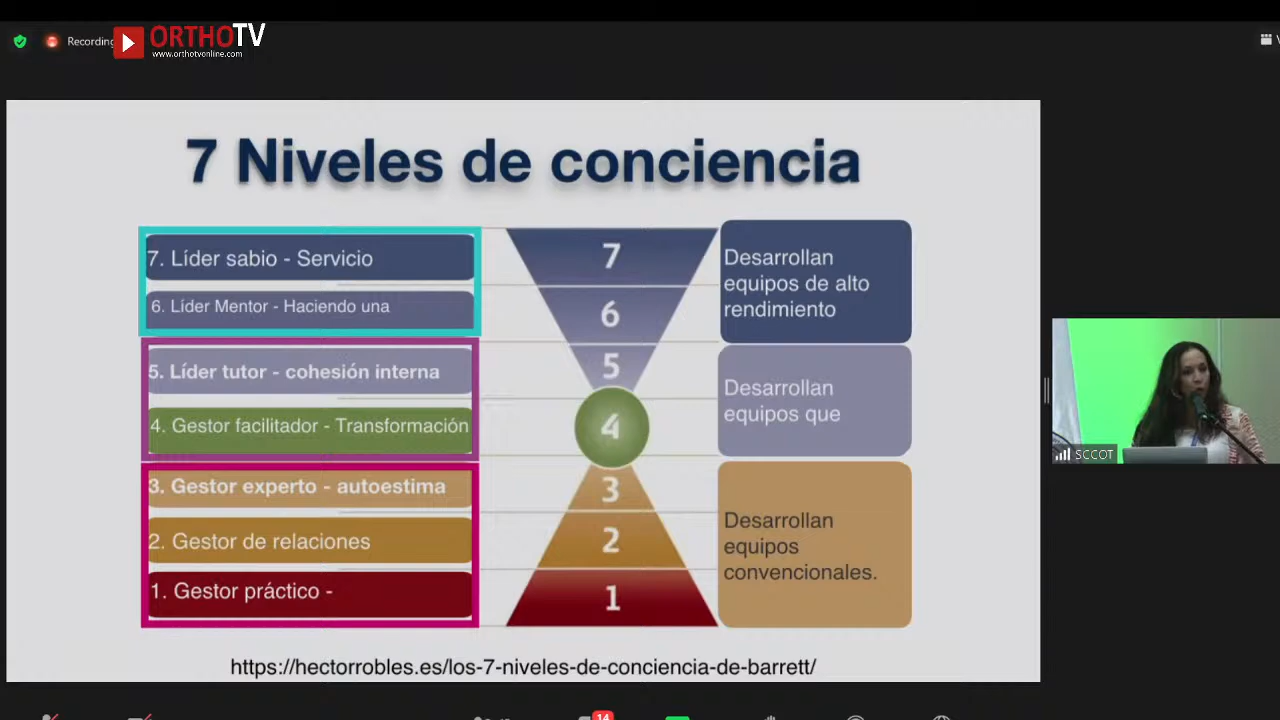 Recording
ORTHOTV
www.orthotvonline.com
7 Niveles de conciencia
7. Líder sabio - Servicio
6. Líder Mentor - Haciendo una
5. Líder tutor - cohesión interna
4. Gestor facilitador - Transformación
3. Gestor experto - autoestima
2. Gestor de relaciones
1. Gestor práctico -
7
6
5
4
3
2
1
Desarrollan
equipos de alto
rendimiento
Desarrollan
equipos que
Desarrollan
equipos
convencionales.
https://hectorrobles.es/los-7-niveles-de-conciencia-de-barrett/
SCCOT
14